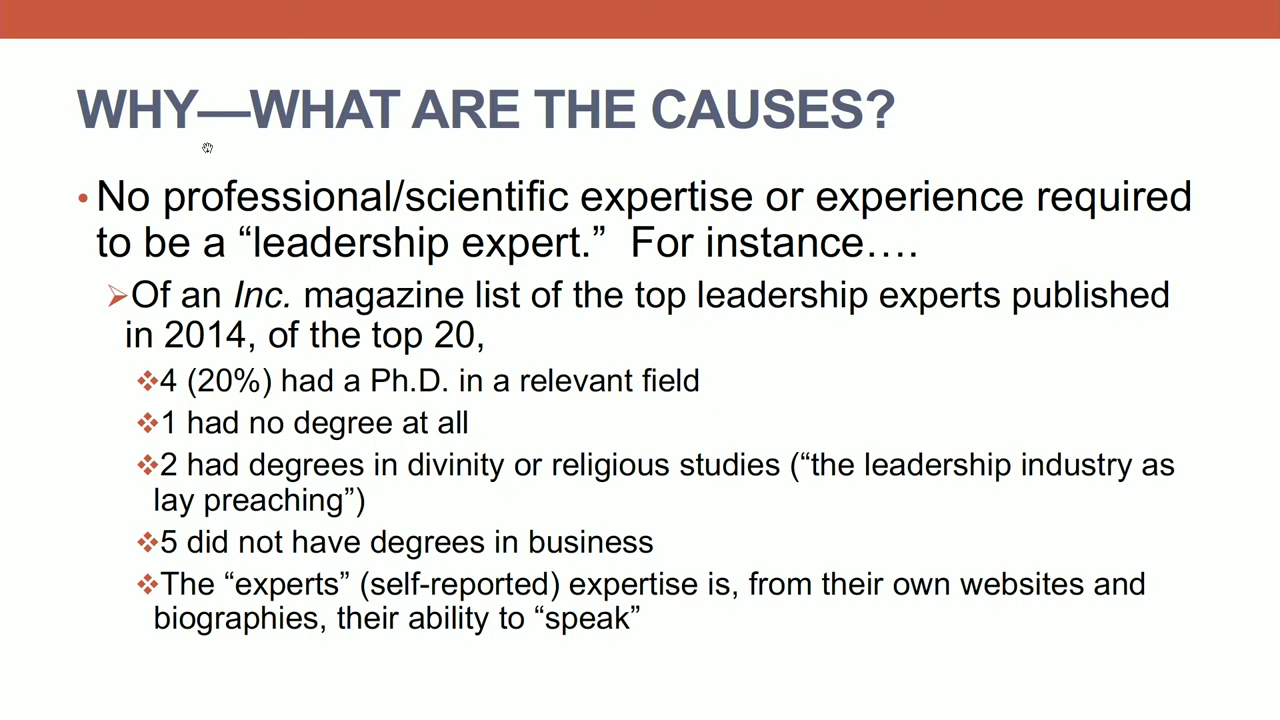 WHY—WHAT ARE THE CAUSES?
• No professional/scientific expertise or experience required
to be a “leadership expert.”  For instance….
➢Of an Inc. magazine list of the top leadership experts published
in 2014, of the top 20,
❖4 (20%) had a Ph.D. in a relevant field
❖1 had no degree at all
❖2 had degrees in divinity or religious studies (“the leadership industry as
lay preaching”)
❖5 did not have degrees in business
❖The “experts” (self-reported) expertise is, from their own websites and
biographies, their ability to “speak”